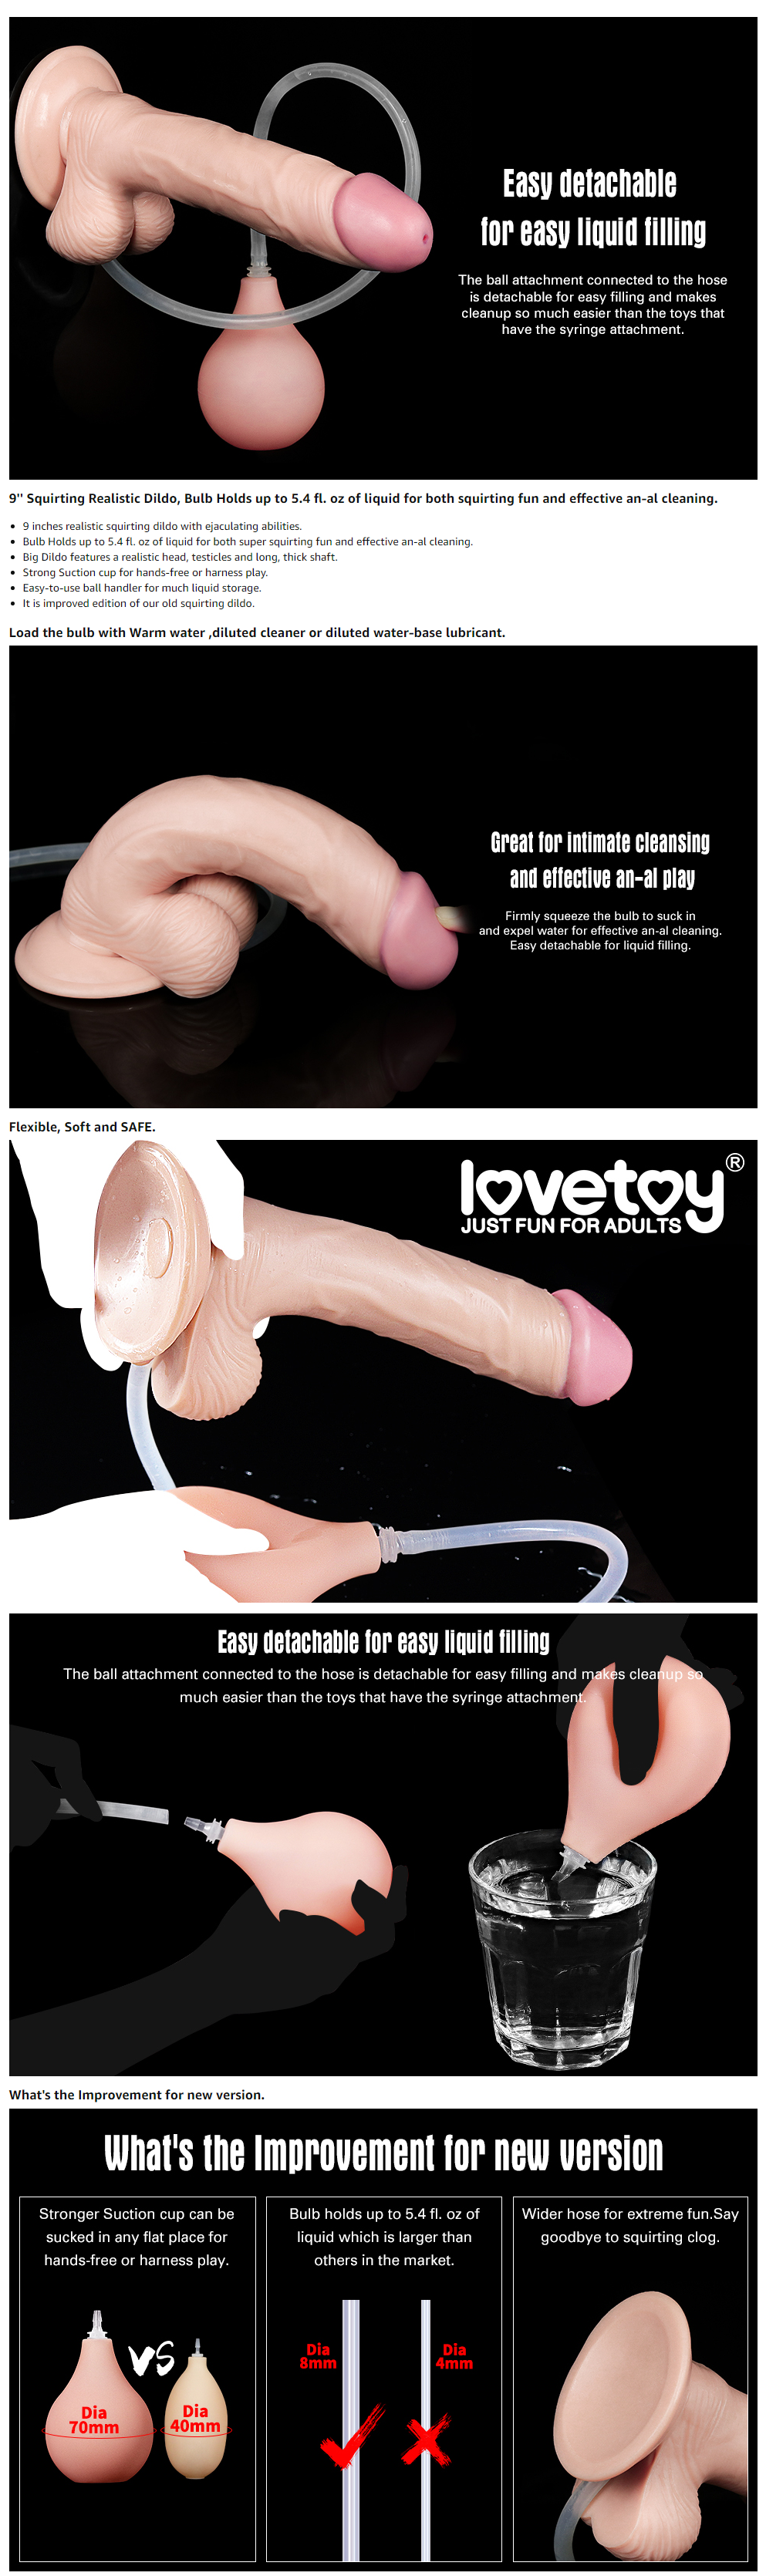 Easy detachable
for easy liquid filling
The ball attachment connected to the hose
is detachable for easy filling and makes
cleanup so much easier than the toys that
have the syringe attachment.
9'' Squirting Realistic Dildo, Bulb Holds up to 5.4 fl. oz of liquid for both squirting fun and effective an-al cleaning.
• 9 inches realistic squirting dildo with ejaculating abilities.
• Bulb Holds up to 5.4 fl. oz of liquid for both super squirting fun and effective an-al cleaning.
• Big Dildo features a realistic head, testicles and long, thick shaft.
• Strong Suction cup for hands-free or harness play.
• Easy-to-use ball handler for much liquid storage.
• It is improved edition of our old squirting dildo.
Load the bulb with Warm water ,diluted cleaner or diluted water-base lubricant.
Great for intimate cleansing
and effective an-al play
Firmly squeeze the bulb to suck in
and expel water for effective an-al cleaning.
Easy detachable for liquid filling.
Flexible, Soft and SAFE.
lovetoy®
JUST FUN FOR ADULTS
Easy detachable for easy liquid filling
The ball attachment connected to the hose is detachable for easy filling and makes cleanup so
much easier than the toys that have the syringe attachment.
What's the Improvement for new version.
What's the Improvement for new version
Stronger Suction cup can be
sucked in any flat place for
hands-free or harness play.
VS
Dia
70mm
Dia
40mm
Bulb holds up to 5.4 fl. oz of
liquid which is larger than
others in the market.
Dia
8mm
Dia
4mm
Wider hose for extreme fun.Say
goodbye to squirting clog.